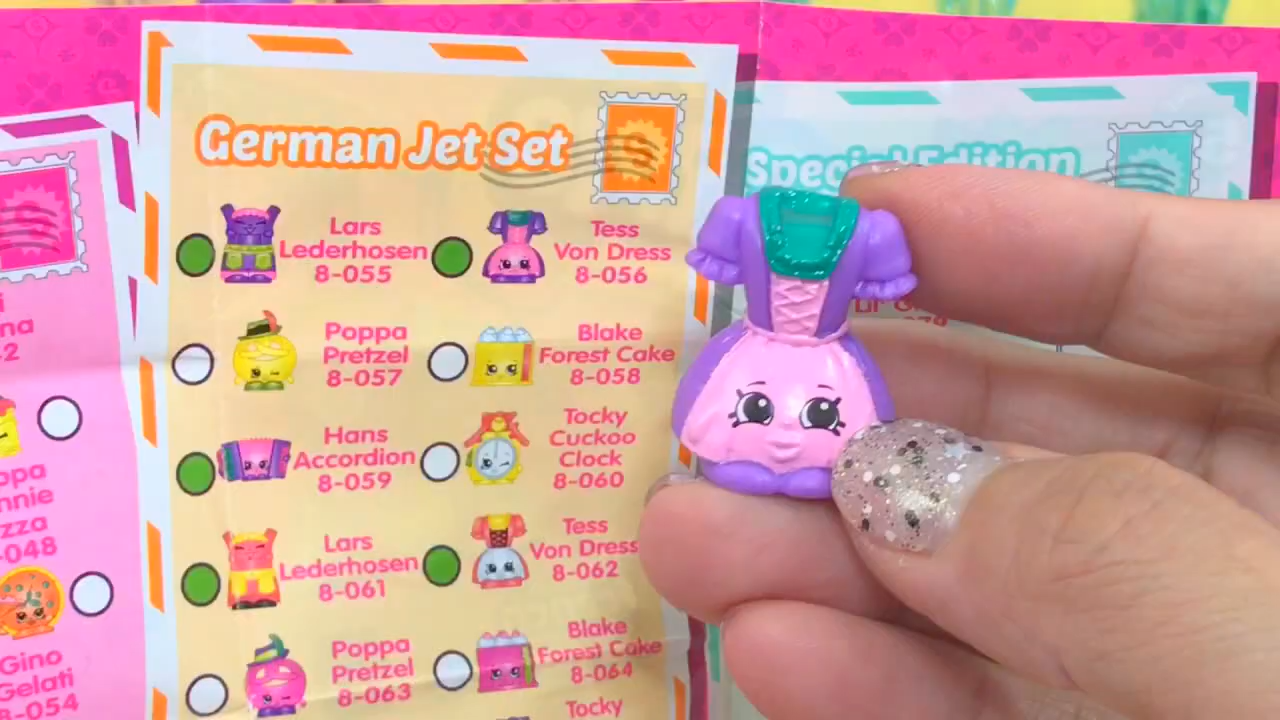 German Jet Set
S
Lars
Lederhosen
8-055
Tess
Von Dress
8-056
Poppa
Pretzel
8-057
Blake
Forest Cake
8-058
Hans
Accordion
8-059
Tocky
Cuckoo
Clock
8-060
Lars
Lederhosen
8-061
Tess
Von Dress
8-062
Poppa
Pretzel
8-063
Blake
Forest Cake
8-064
Tocky
Special Edition
-048
Gino
Gelati
8-054